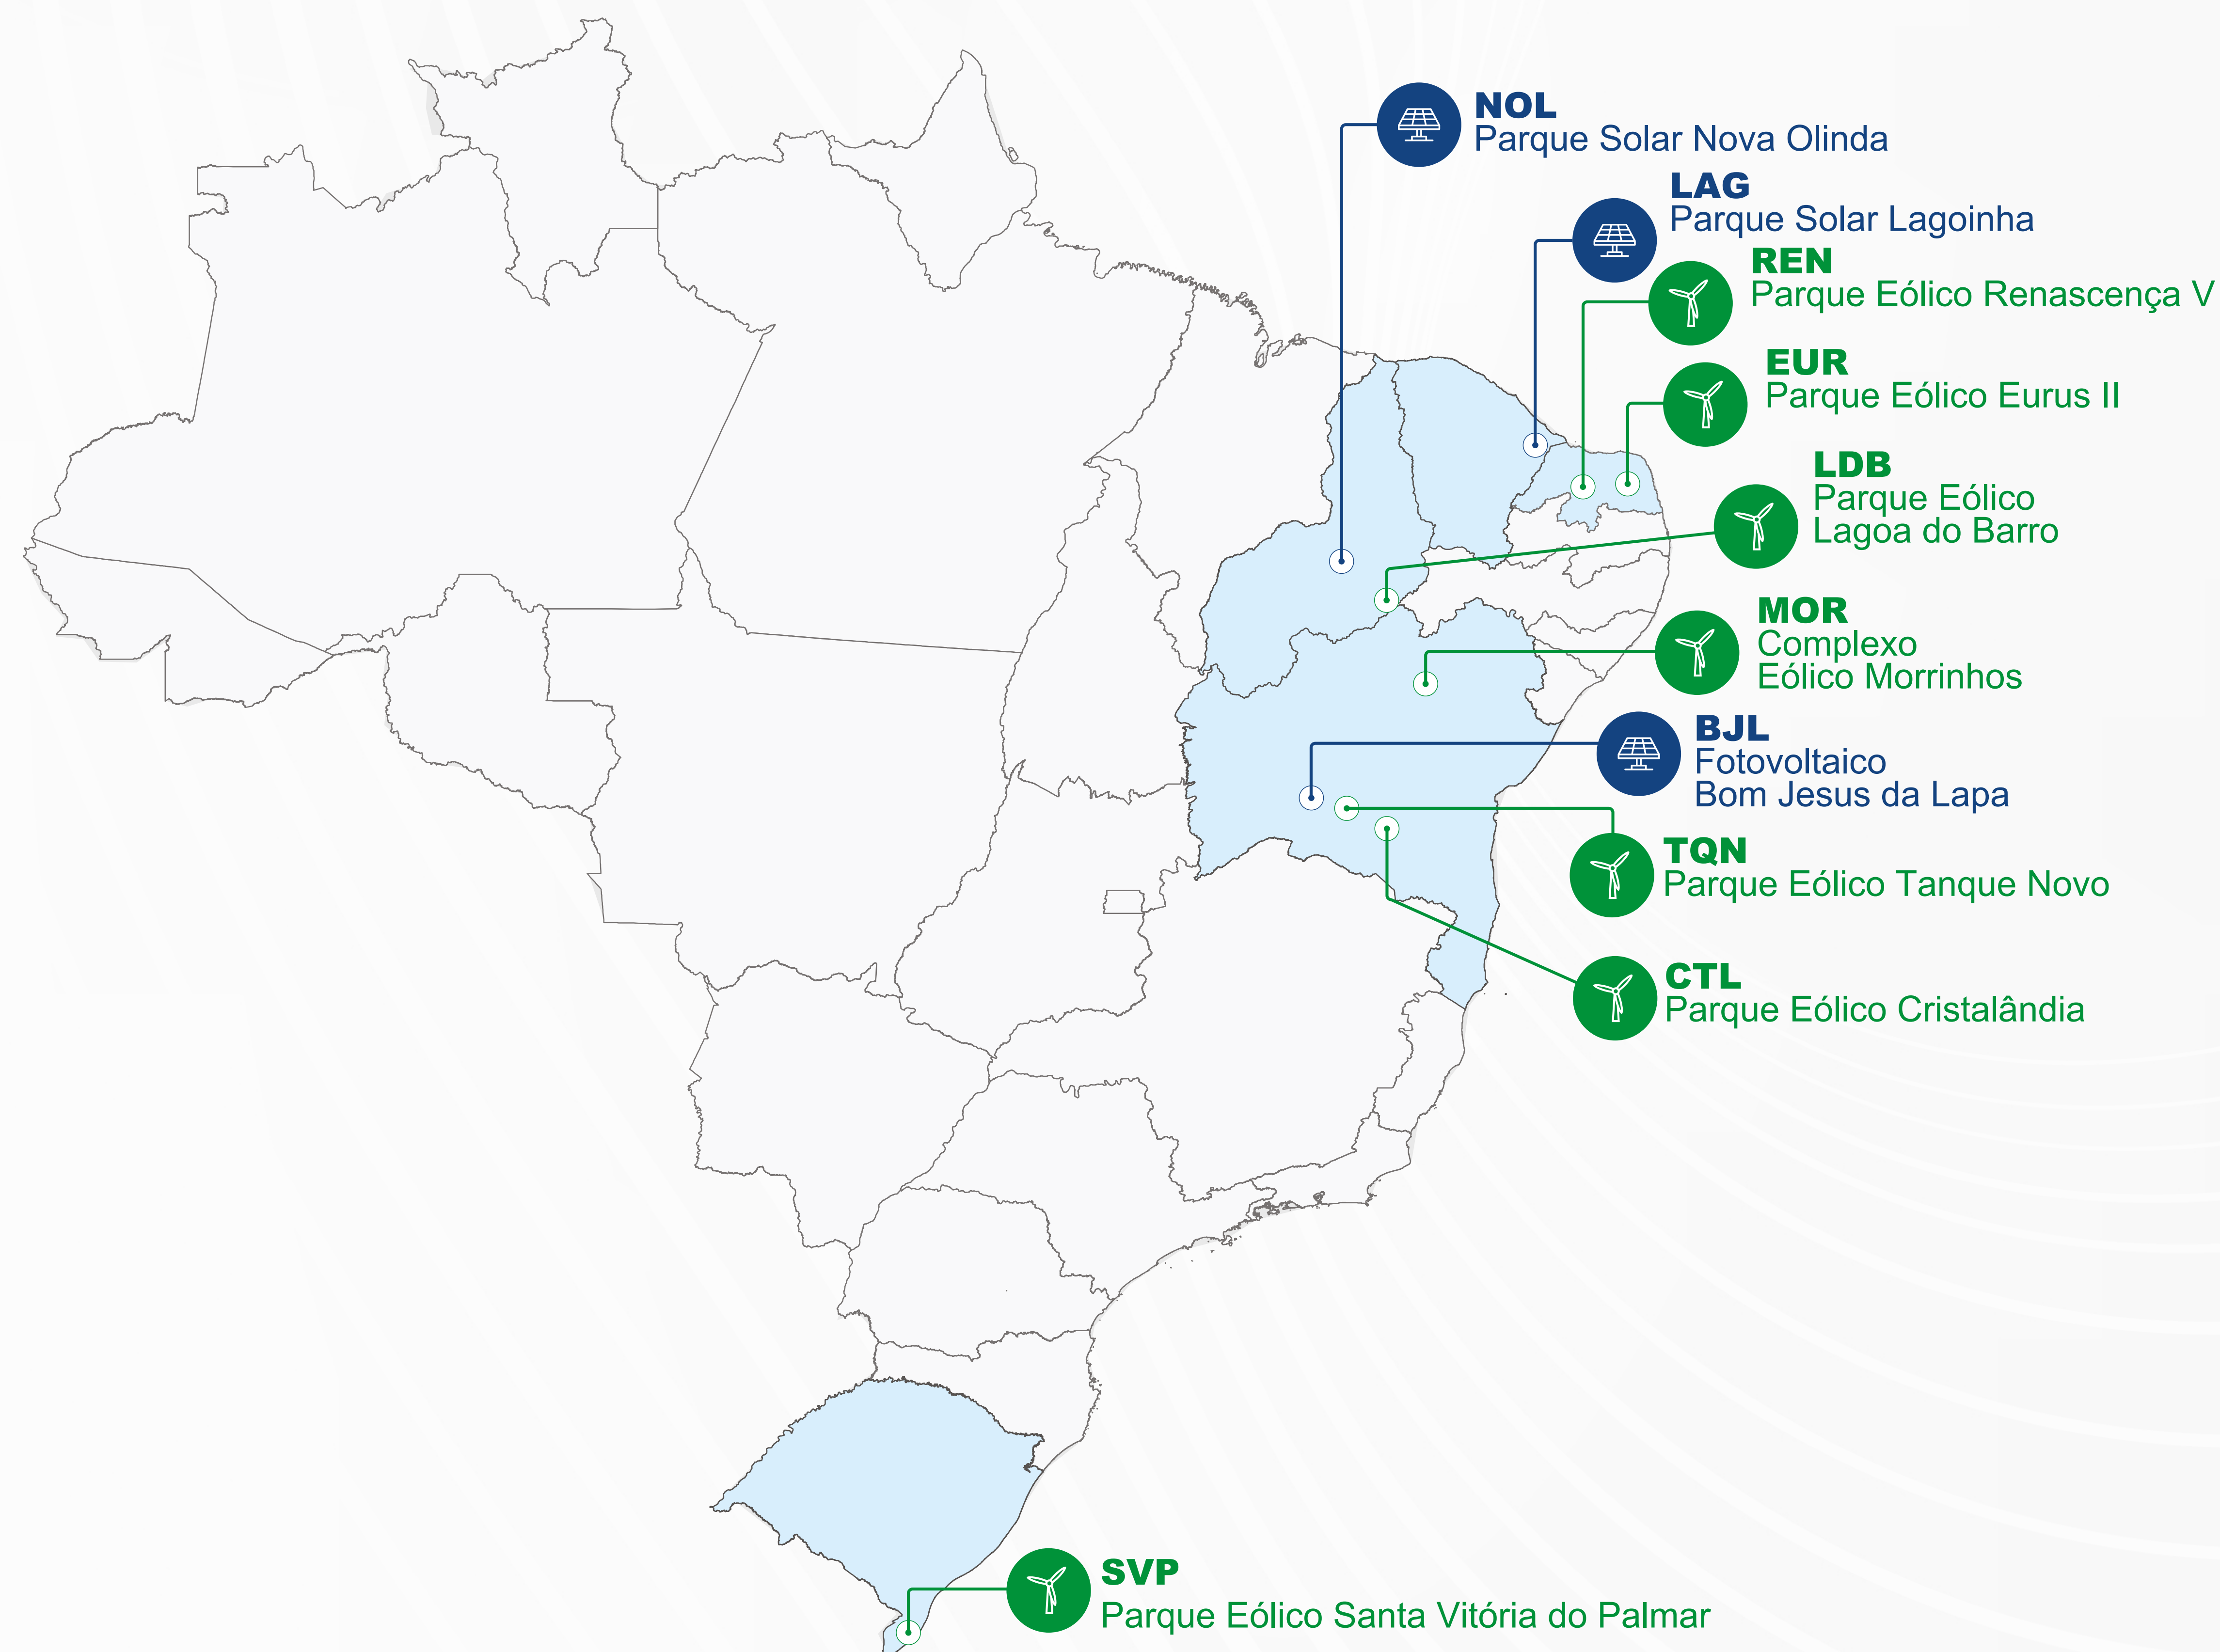 NOL
Parque Solar Nova Olinda
LAG
Parque Solar Lagoinha
REN
Parque Eólico Renascença V
EUR
Parque Eólico Eurus II
LDB
Parque Eólico
Lagoa do Barro
MOR
Complexo
Eólico Morrinhos
BJL
Fotovoltaico
Bom Jesus da Lapa
TQN
Parque Eólico Tanque Novo
CTL
Parque Eólico Cristalândia
SVP
Parque Eólico Santa Vitória do Palmar